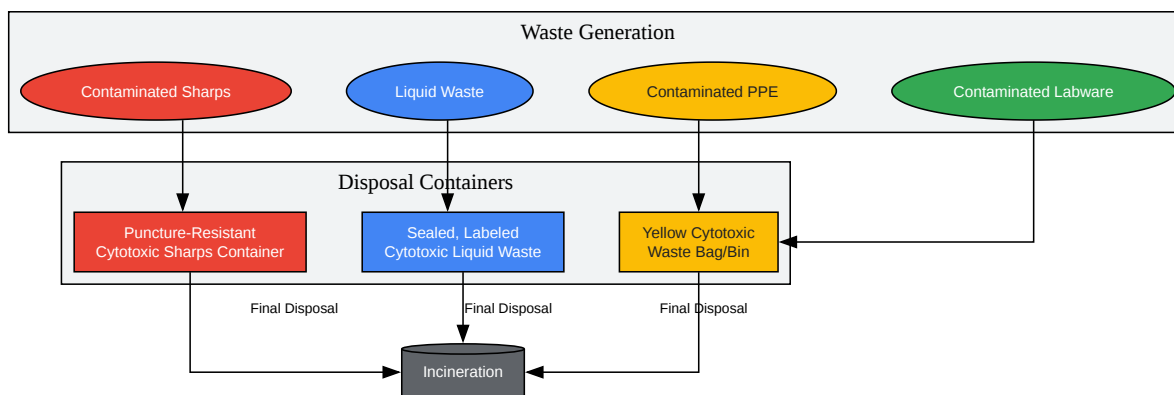 Waste Generation
Contaminated Sharps
Liquid Waste
Contaminated PPE
Contaminated Labware
Disposal Containers
Puncture-Resistant
Cytotoxic Sharps Container
Sealed, Labeled
Cytotoxic Liquid Waste
Yellow Cytotoxic
Waste Bag/Bin
Final Disposal
Final Disposal
Final Disposal
Incineration